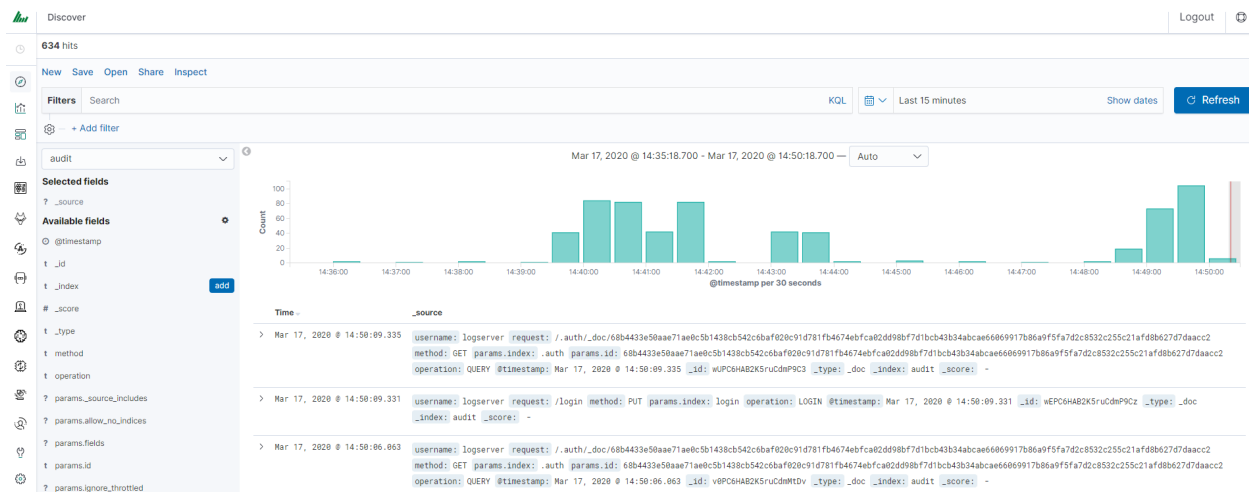 Discover
Logout
634 hits
New Save Open Share Inspect
Filters Search KQL Last 15 minutes Show dates Refresh
+ Add filter
audit
Selected fields
? _source
Available fields
@timestamp
t _id
t _index add
# _score
t _type
t method
t operation
? params._source_includes
? params.allow_no_indices
? params.fields
t params.id
? params.ignore_throttled
Mar 17, 2020 @ 14:35:18.700 - Mar 17, 2020 @ 14:50:18.700 — Auto
Count
100
80
60
40
20
0
14:36:00 14:37:00 14:38:00 14:39:00 14:40:00 14:41:00 14:42:00 14:43:00 14:44:00 14:45:00 14:46:00 14:47:00 14:48:00 14:49:00 14:50:00
@timestamp per 30 seconds
Time _source
Mar 17, 2020 @ 14:50:09.335 username: logserver request: /.auth/_doc/68b4433e50aae71ae0c5b1438cb542c6baf020c91d781fb4674ebfca02dd98bf7d1bcb43b34abcae66069917b86a9f5fa7d2c8532c255c21afd8b627d7daacc2
method: GET params.index: .auth params.id: 68b4433e50aae71ae0c5b1438cb542c6baf020c91d781fb4674ebfca02dd98bf7d1bcb43b34abcae66069917b86a9f5fa7d2c8532c255c21afd8b627d7daacc2
operation: QUERY @timestamp: Mar 17, 2020 @ 14:50:09.335 _id: wUPC6HAB2K5ruCdmP9C3 _type: _doc _index: audit _score: -
Mar 17, 2020 @ 14:50:09.331 username: logserver request: /login method: PUT params.index: login operation: LOGIN @timestamp: Mar 17, 2020 @ 14:50:09.331 _id: wEPC6HAB2K5ruCdmP9Cz _type: _doc
_index: audit _score: -
Mar 17, 2020 @ 14:50:06.063 username: logserver request: /.auth/_doc/68b4433e50aae71ae0c5b1438cb542c6baf020c91d781fb4674ebfca02dd98bf7d1bcb43b34abcae66069917b86a9f5fa7d2c8532c255c21afd8b627d7daacc2
method: GET params.index: .auth params.id: 68b4433e50aae71ae0c5b1438cb542c6baf020c91d781fb4674ebfca02dd98bf7d1bcb43b34abcae66069917b86a9f5fa7d2c8532c255c21afd8b627d7daacc2
operation: QUERY @timestamp: Mar 17, 2020 @ 14:50:06.063 _id: v0PC6HAB2K5ruCdmMtDv _type: _doc _index: audit _score: -